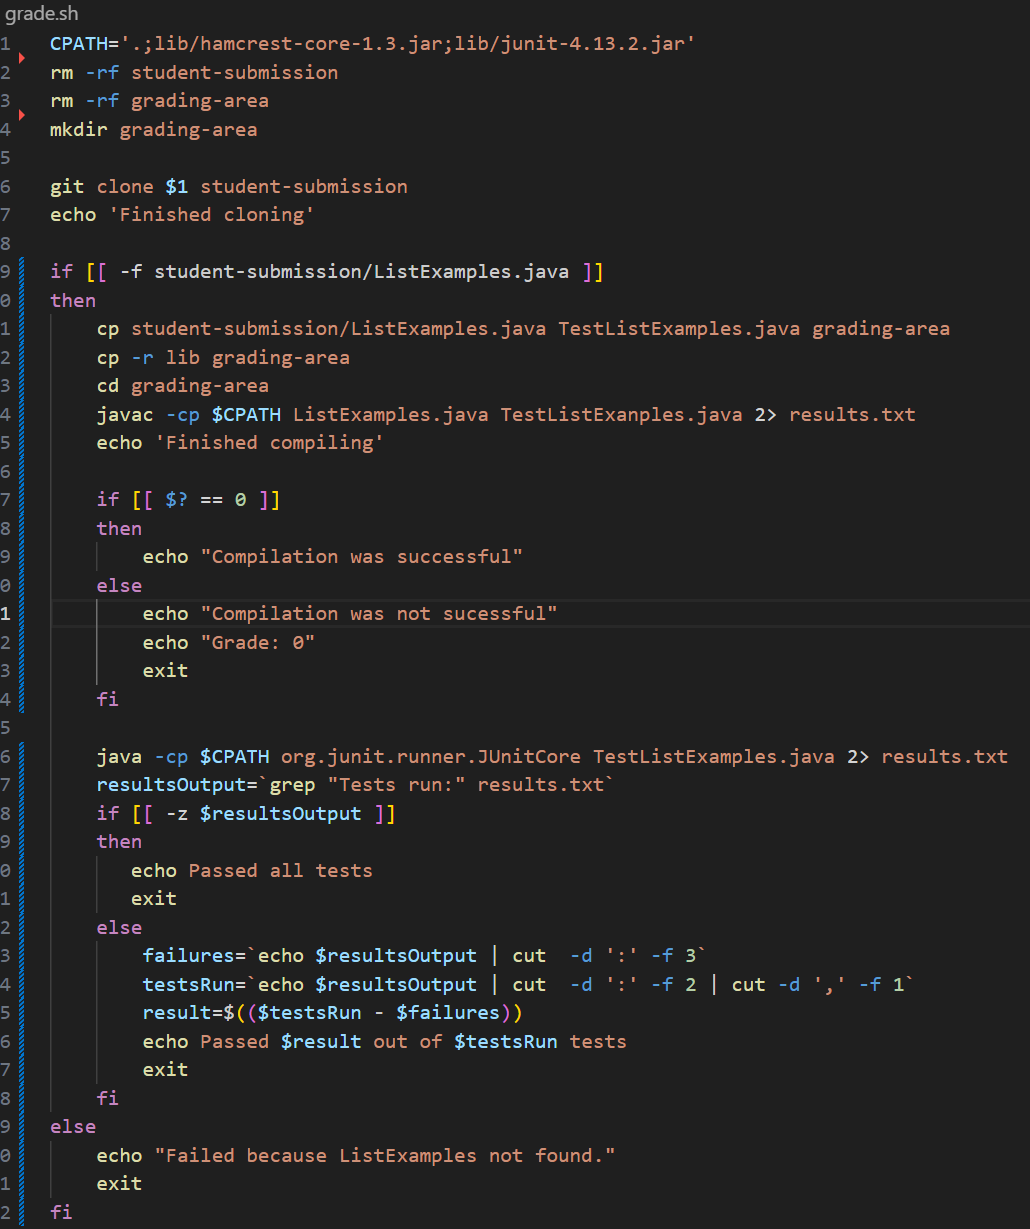 grade.sh
1 CPATH='.;lib/hamcrest-core-1.3.jar;lib/junit-4.13.2.jar'
2 rm -rf student-submission
3 rm -rf grading-area
4 mkdir grading-area
5
6 git clone $1 student-submission
7 echo 'Finished cloning'
8
9 if [[ -f student-submission/ListExamples.java ]]
0 then
1     cp student-submission/ListExamples.java TestListExamples.java grading-area
2     cp -r lib grading-area
3     cd grading-area
4     javac -cp $CPATH ListExamples.java TestListExanples.java 2> results.txt
5     echo 'Finished compiling'
6
7     if [[ $? == 0 ]]
8     then
9         echo "Compilation was successful"
0     else
1         echo "Compilation was not sucessful"
2         echo "Grade: 0"
3         exit
4     fi
5
6     java -cp $CPATH org.junit.runner.JUnitCore TestListExamples.java 2> results.txt
7     resultsOutput=`grep "Tests run:" results.txt`
8     if [[ -z $resultsOutput ]]
9     then
0        echo Passed all tests
1        exit
2     else
3         failures=`echo $resultsOutput | cut  -d ':' -f 3`
4         testsRun=`echo $resultsOutput | cut  -d ':' -f 2 | cut -d ',' -f 1`
5         result=$(($testsRun - $failures))
6         echo Passed $result out of $testsRun tests
7         exit
8     fi
9 else
0     echo "Failed because ListExamples not found."
1     exit
2 fi